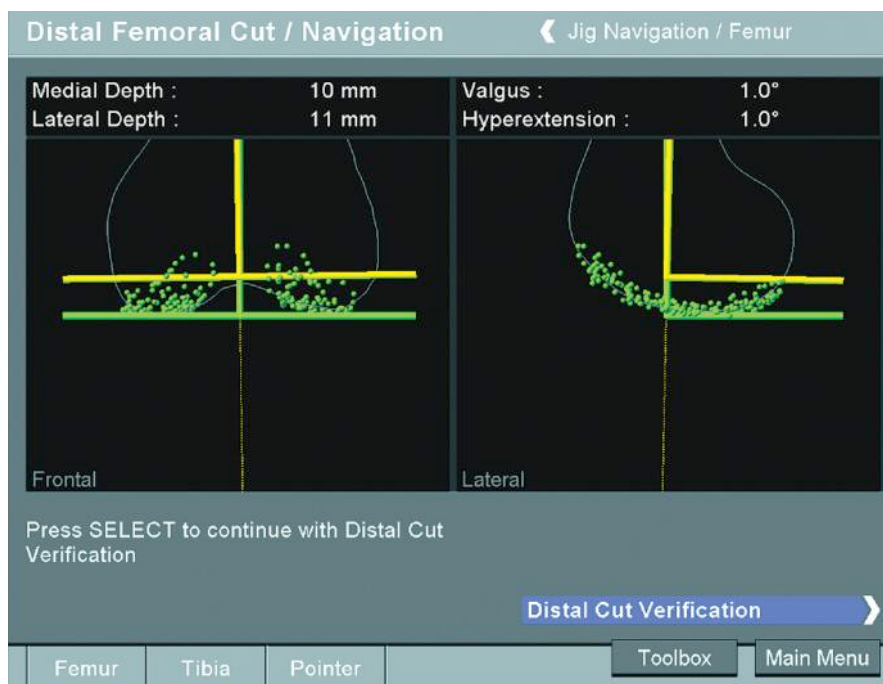 Distal Femoral Cut / Navigation
❮ Jig Navigation / Femur
Medial Depth : 10 mm
Lateral Depth : 11 mm
Valgus : 1.0°
Hyperextension : 1.0°
Frontal
Lateral
Press SELECT to continue with Distal Cut
Verification
Distal Cut Verification ❯
Femur Tibia Pointer Toolbox Main Menu